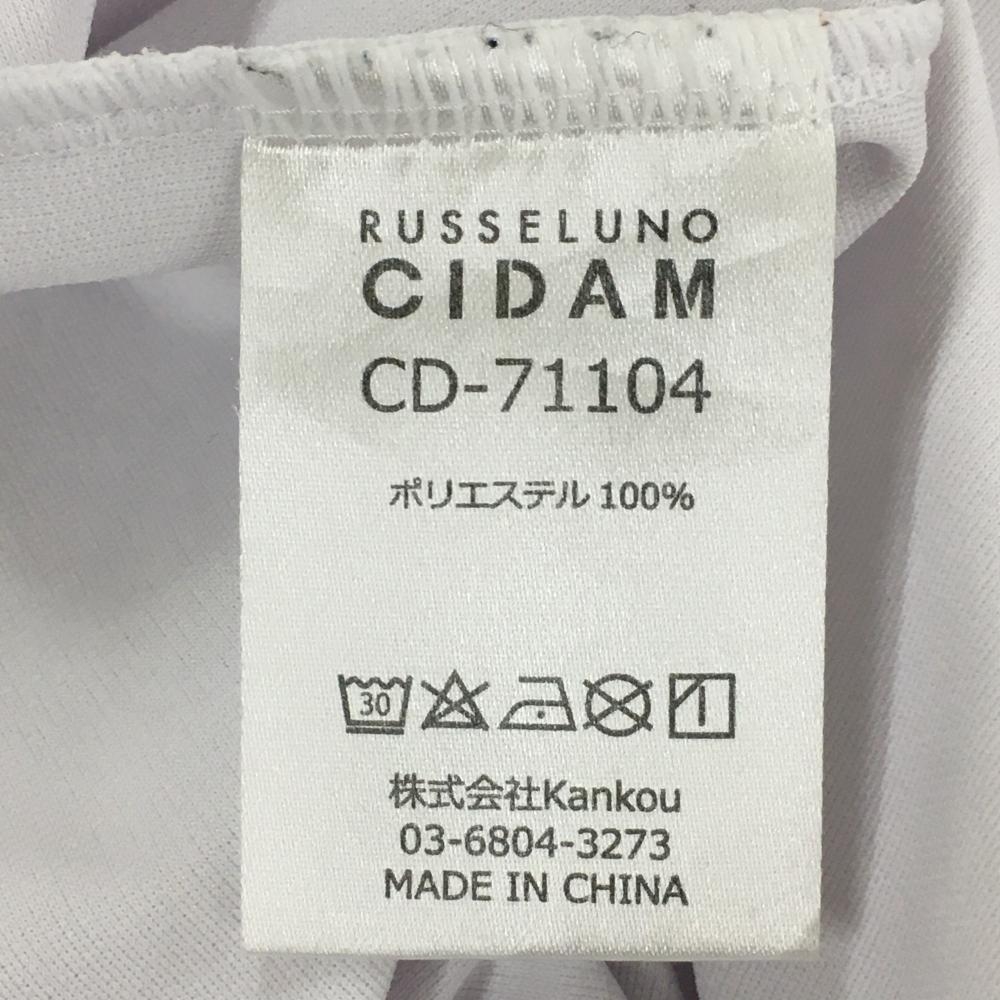 RUSSELUNO
CIDAM
CD-71104
ポリエステル 100%
30
株式会社Kankou
03-6804-3273
MADE IN CHINA